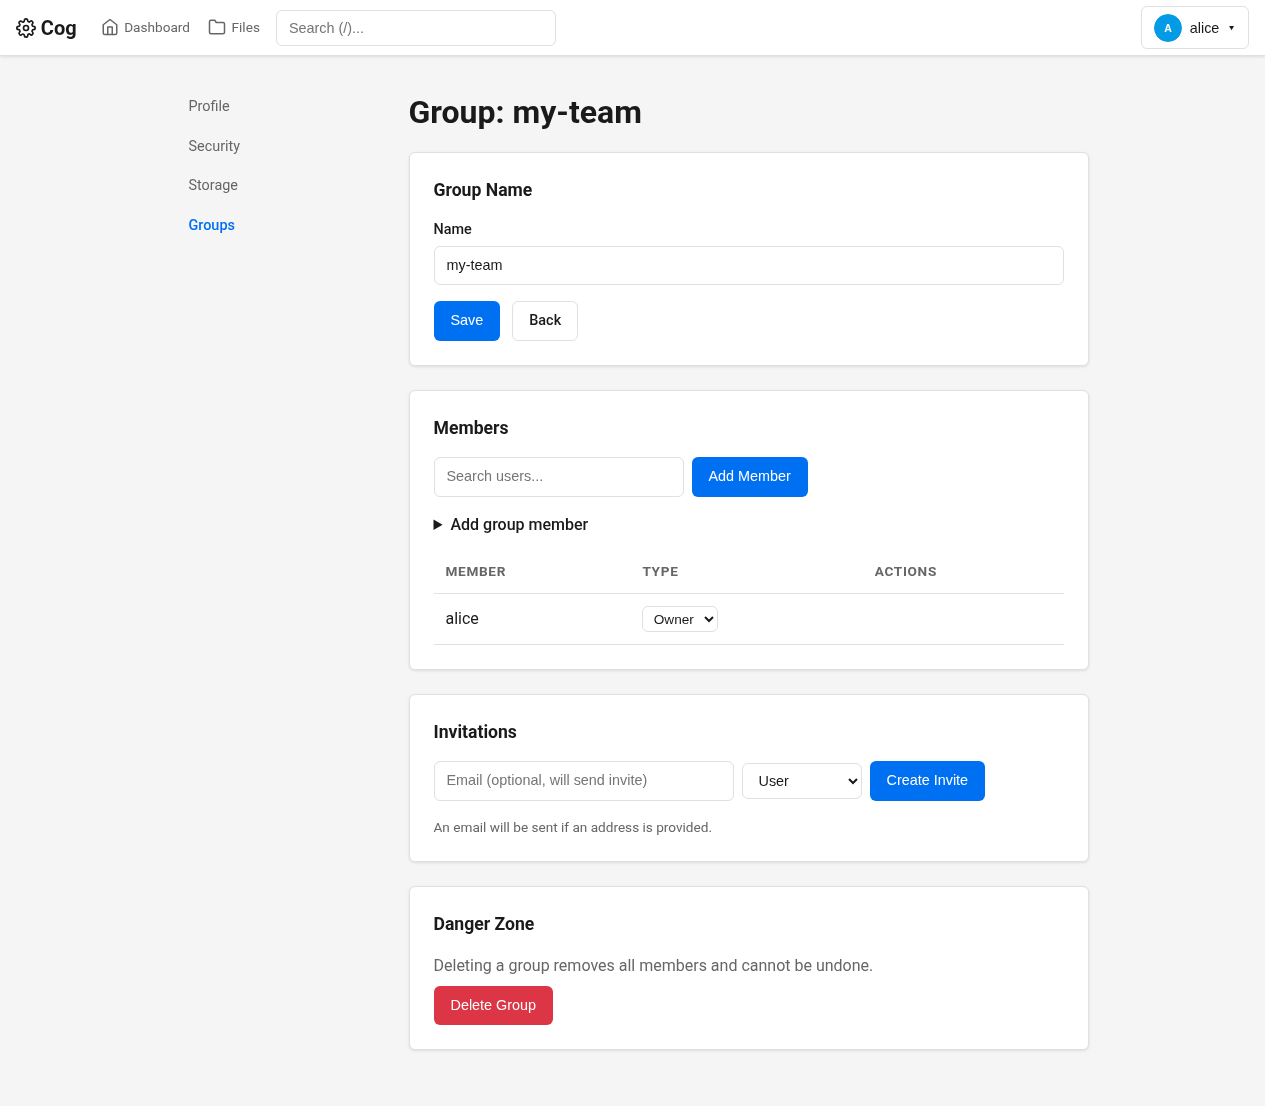 Cog
Dashboard
Files
Search (/)...
A
alice
Profile
Security
Storage
Groups
Group: my-team
Group Name
Name
my-team
Save
Back
Members
Search users...
Add Member
Add group member
MEMBER TYPE ACTIONS
alice Owner
Invitations
Email (optional, will send invite)
User
Create Invite
An email will be sent if an address is provided.
Danger Zone
Deleting a group removes all members and cannot be undone.
Delete Group